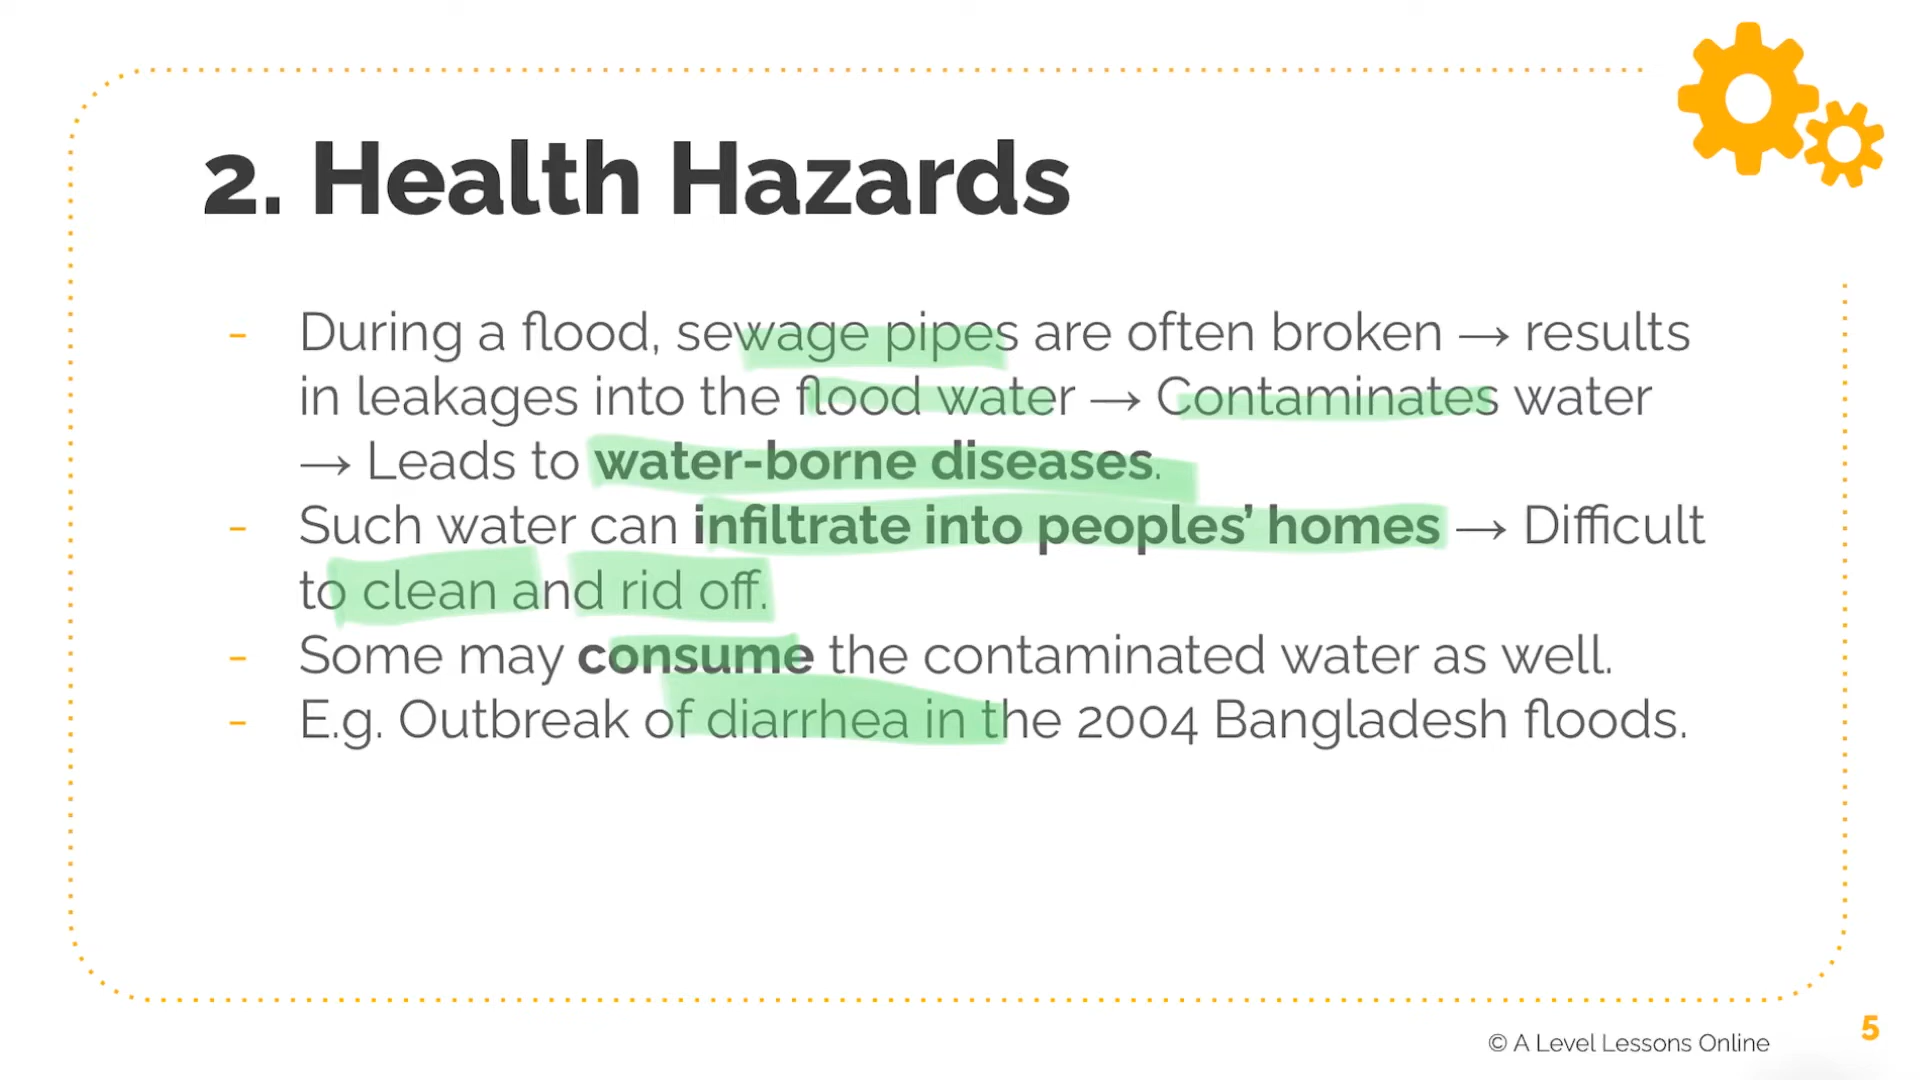 2. Health Hazards
- During a flood, sewage pipes are often broken → results
in leakages into the flood water → Contaminates water
→ Leads to water-borne diseases.
- Such water can infiltrate into peoples’ homes → Difficult
to clean and rid off.
- Some may consume the contaminated water as well.
- E.g. Outbreak of diarrhea in the 2004 Bangladesh floods.
© A Level Lessons Online
5